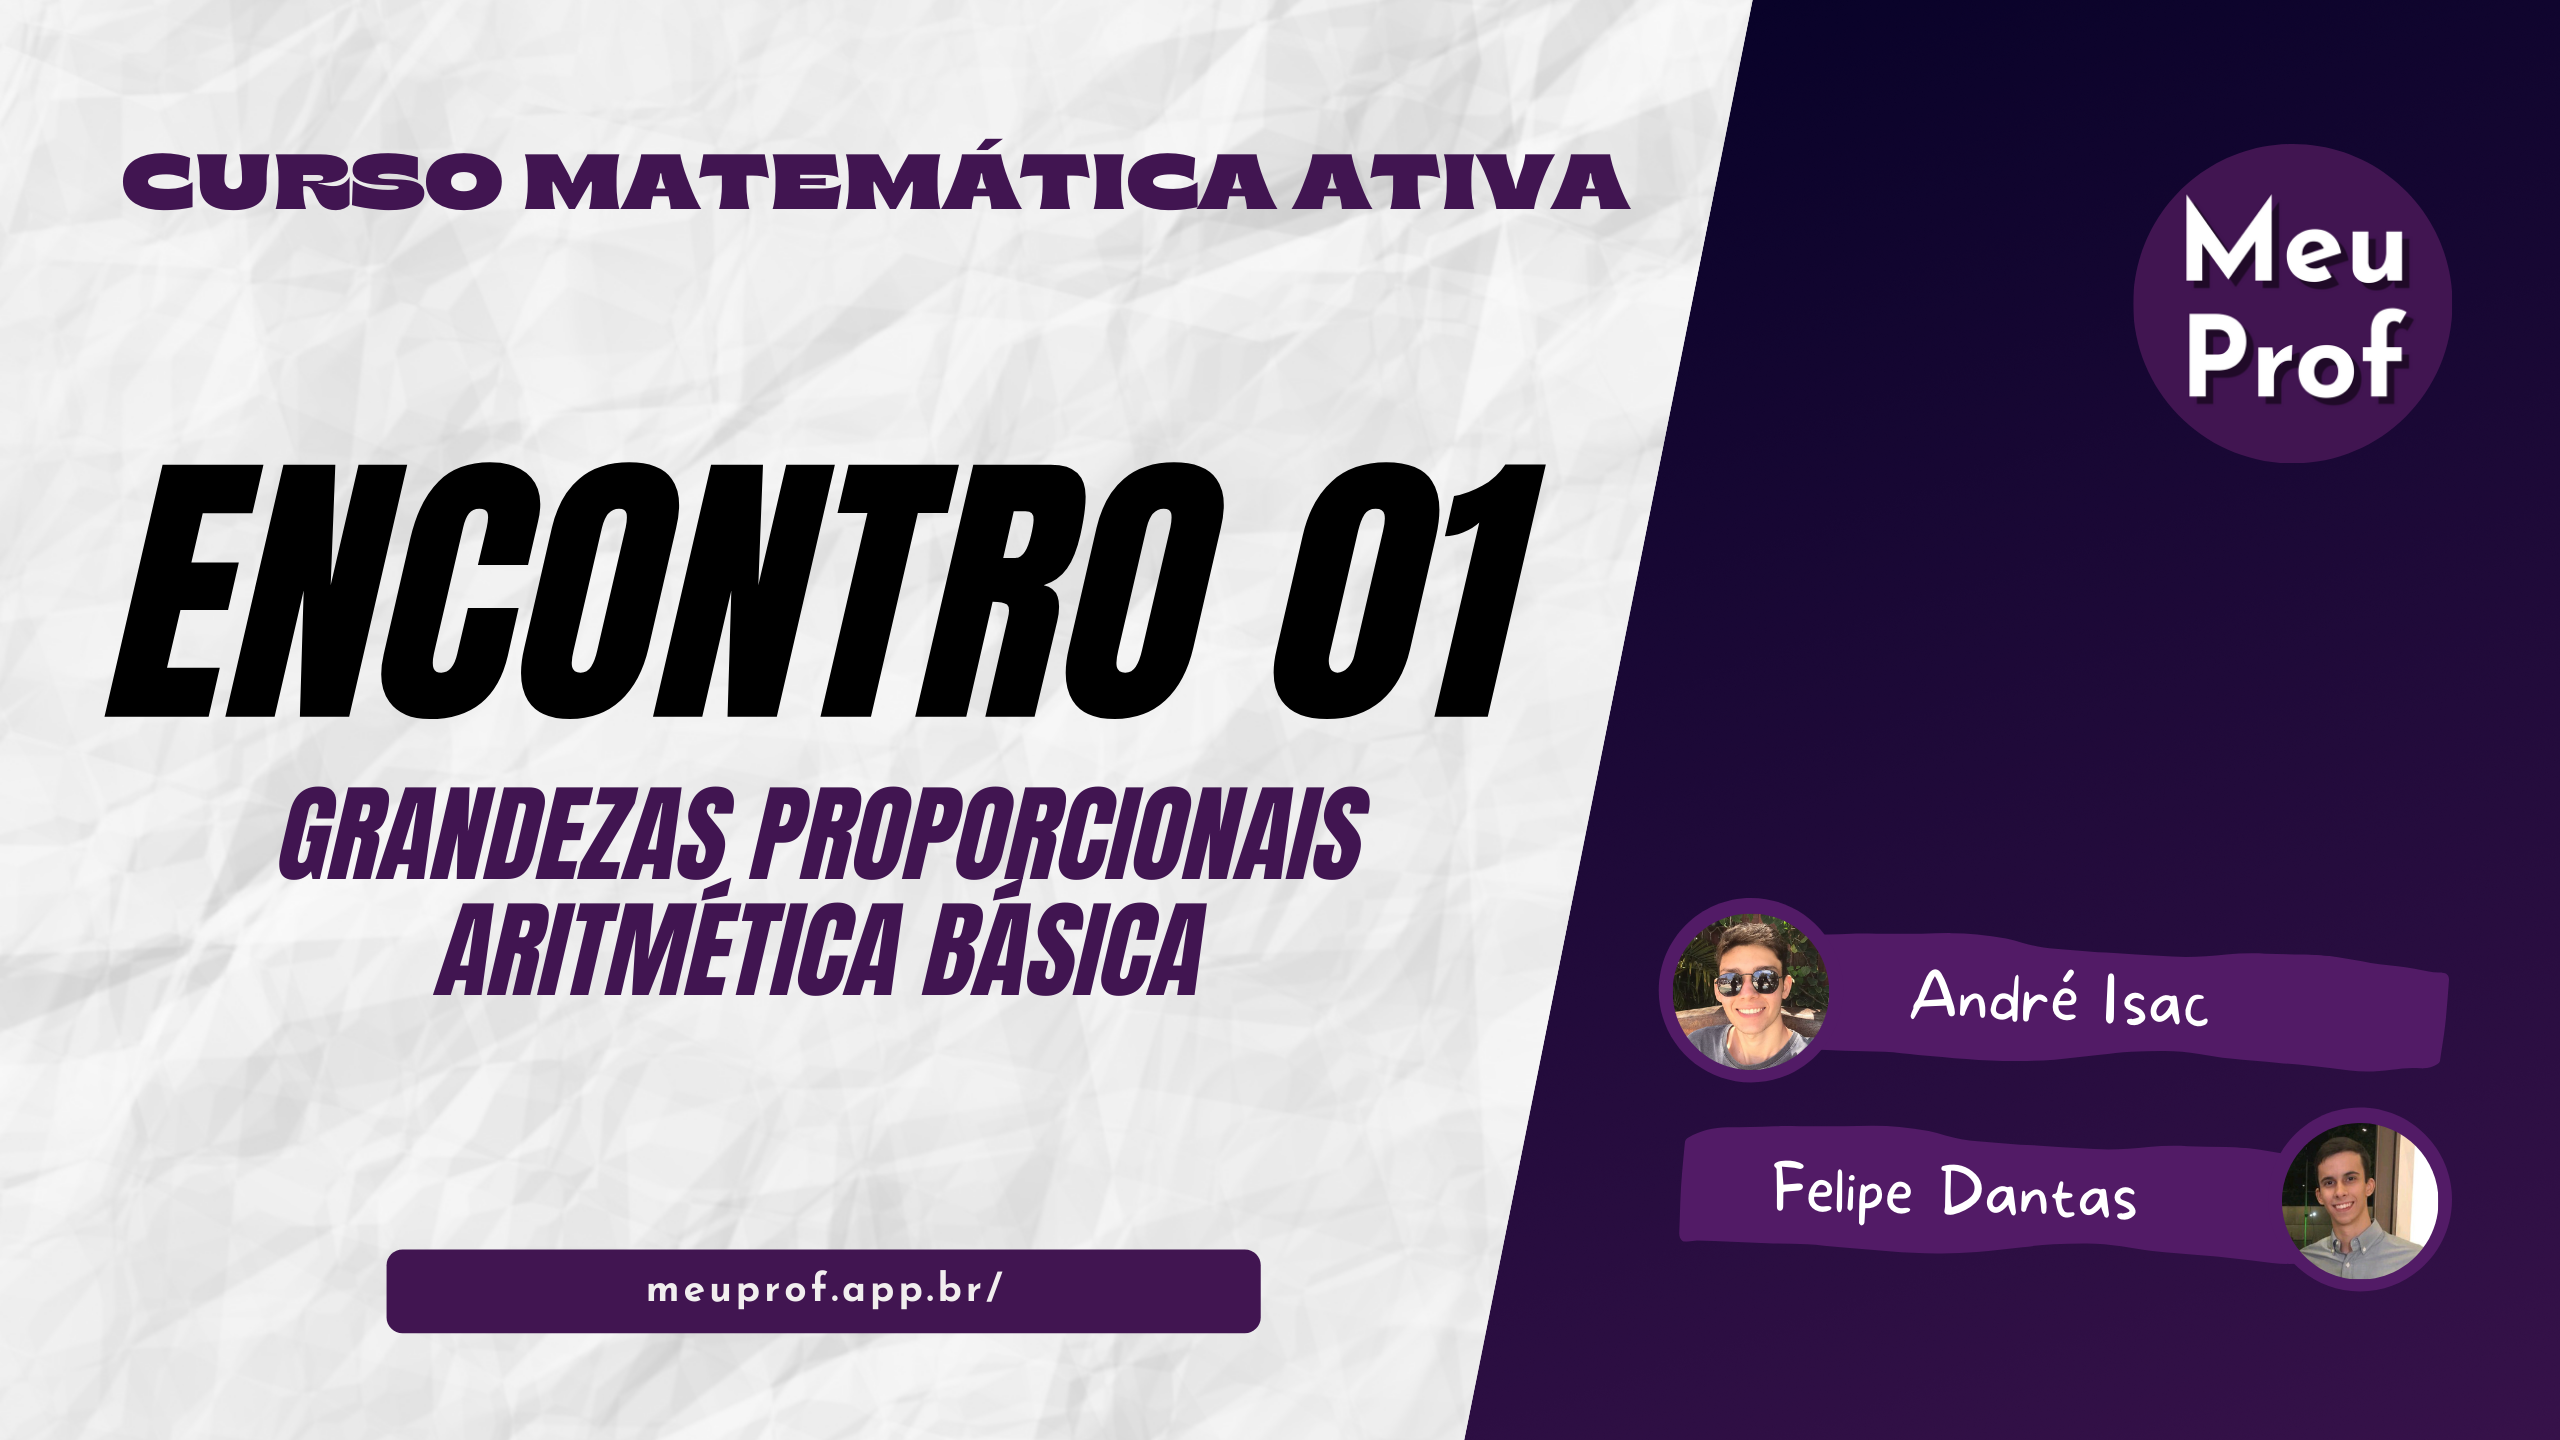 CURSO MATEMÁTICA ATIVA
Meu
Prof
ENCONTRO 01
GRANDEZAS PROPORCIONAIS
ARITMÉTICA BÁSICA
André Isac
Felipe Dantas
meuprof.app.br/